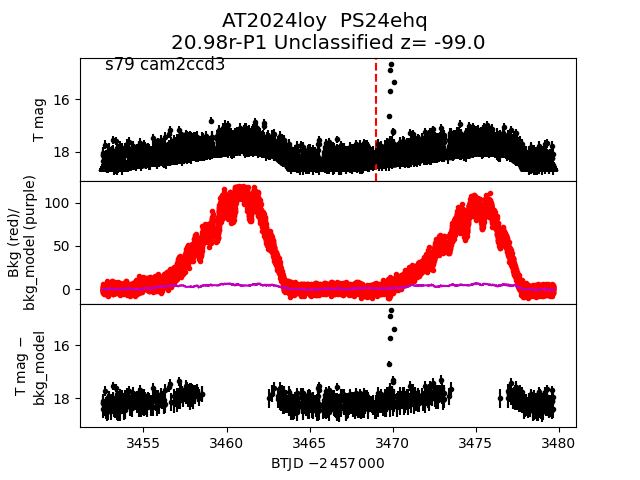 AT2024loy PS24ehq
20.98r-P1 Unclassified z= -99.0
s79 cam2ccd3
T mag
16
18
Bkg (red)/
bkg_model (purple)
100
50
0
T mag −
bkg_model
16
18
3455 3460 3465 3470 3475 3480
BTJD −2 457 000